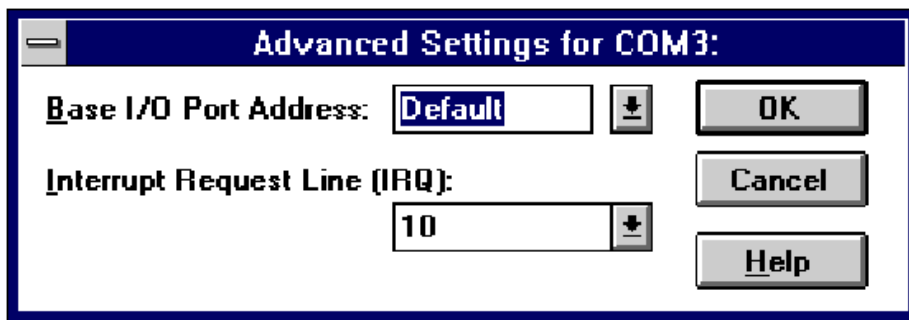 Advanced Settings for COM3:
Base I/O Port Address: Default
OK
Interrupt Request Line (IRQ):
Cancel
10
Help